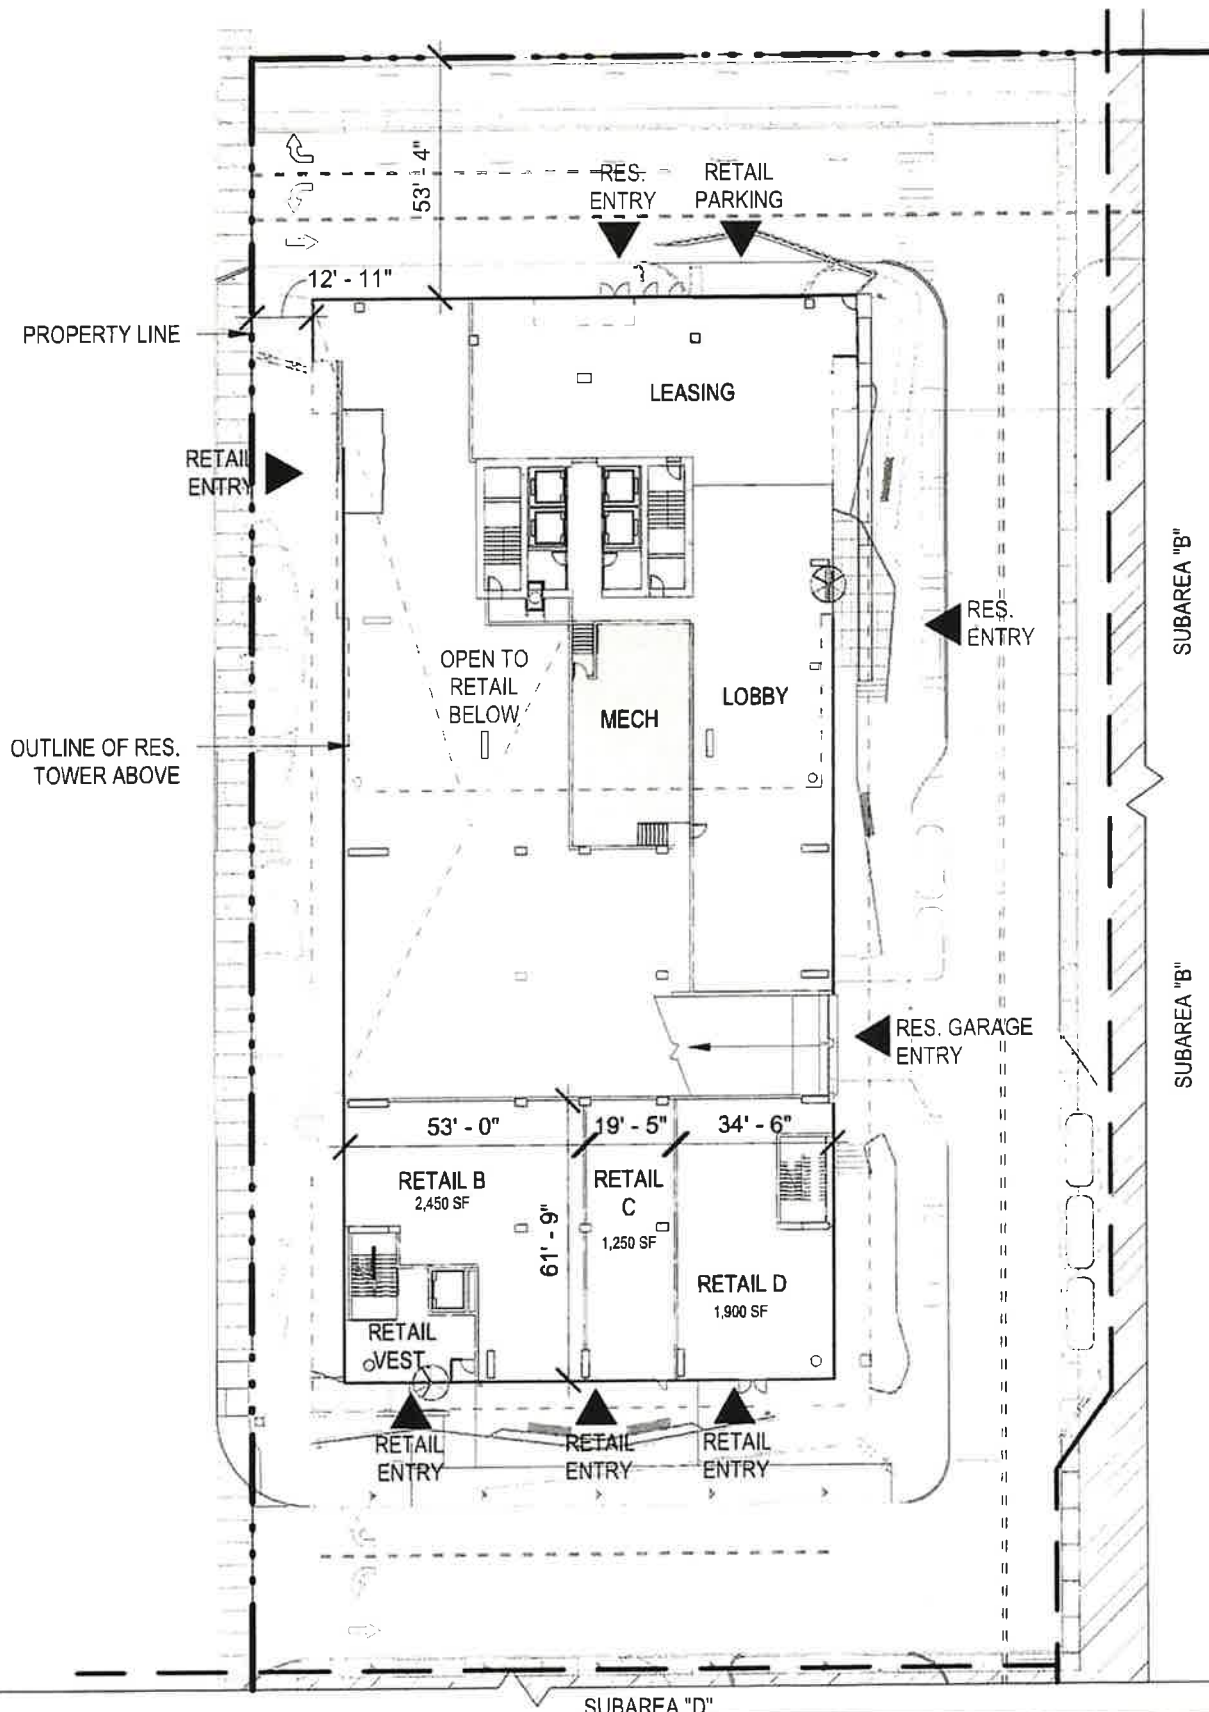 53' - 4"
RES.
ENTRY
RETAIL
PARKING
12' - 11"
PROPERTY LINE
LEASING
RETAIL
ENTRY
SUBAREA "B"
RES.
ENTRY
OPEN TO
RETAIL
BELOW
MECH
LOBBY
OUTLINE OF RES.
TOWER ABOVE
SUBAREA "B"
RES. GARAGE
ENTRY
53' - 0"
19' - 5"
34' - 6"
RETAIL B
2,450 SF
RETAIL
C
1,250 SF
61' - 9"
RETAIL D
1,900 SF
RETAIL
VEST.
RETAIL
ENTRY
RETAIL
ENTRY
RETAIL
ENTRY
SUBAREA "D"